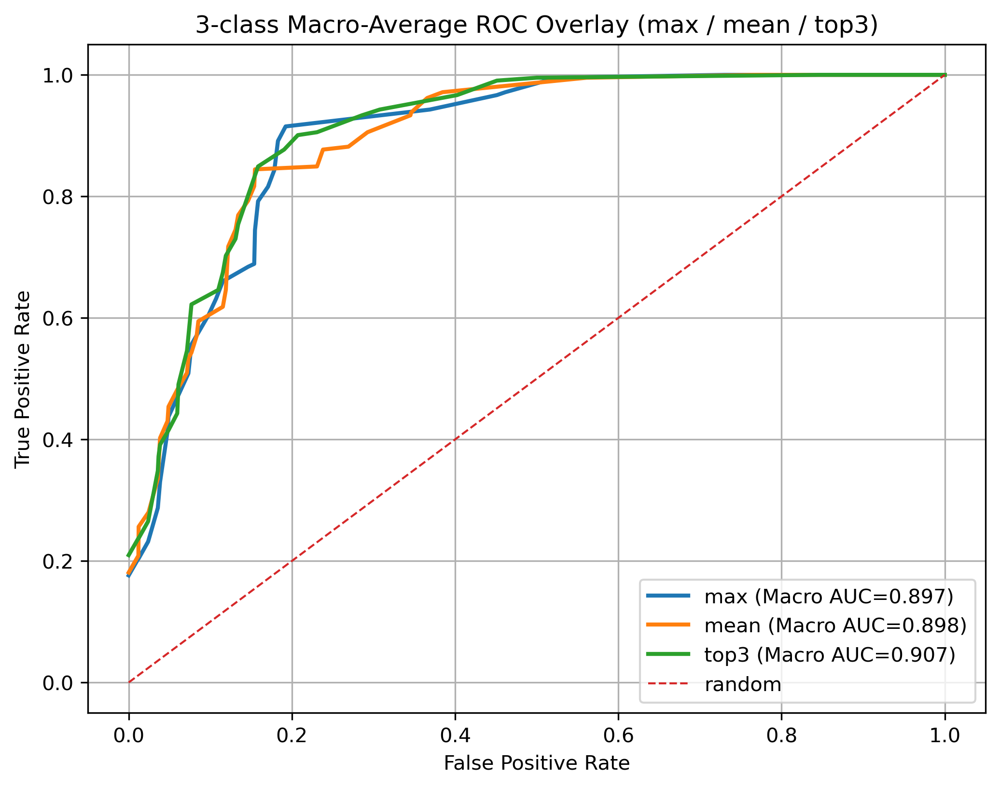 3-class Macro-Average ROC Overlay (max / mean / top3)
True Positive Rate
1.0
0.8
0.6
0.4
0.2
0.0
0.0
0.2
0.4
0.6
0.8
1.0
False Positive Rate
max (Macro AUC=0.897)
mean (Macro AUC=0.898)
top3 (Macro AUC=0.907)
random